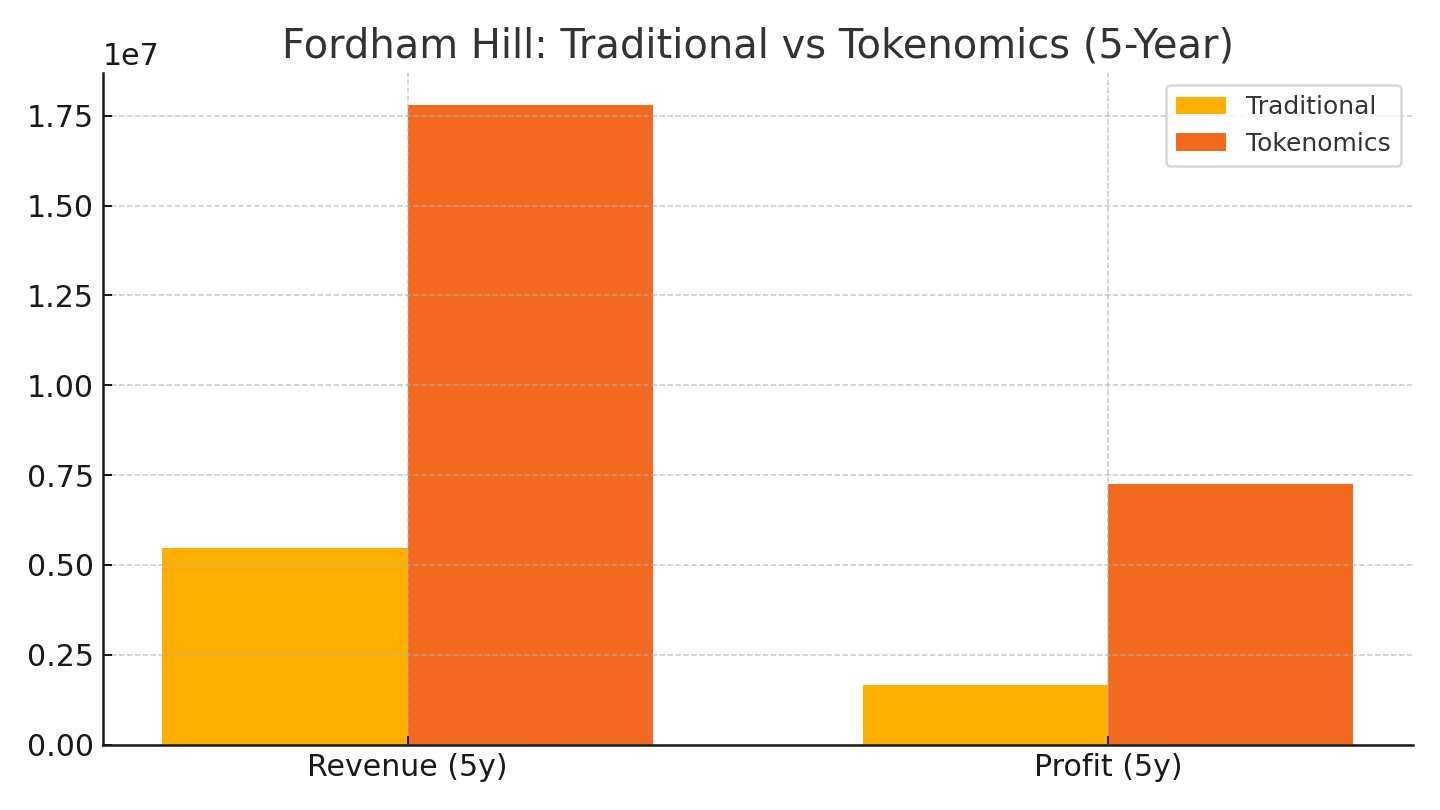 Fordham Hill: Traditional vs Tokenomics (5-Year)
1e7
1.75
1.50
1.25
1.00
0.75
0.50
0.25
0.00
Traditional
Tokenomics
Revenue (5y)
Profit (5y)